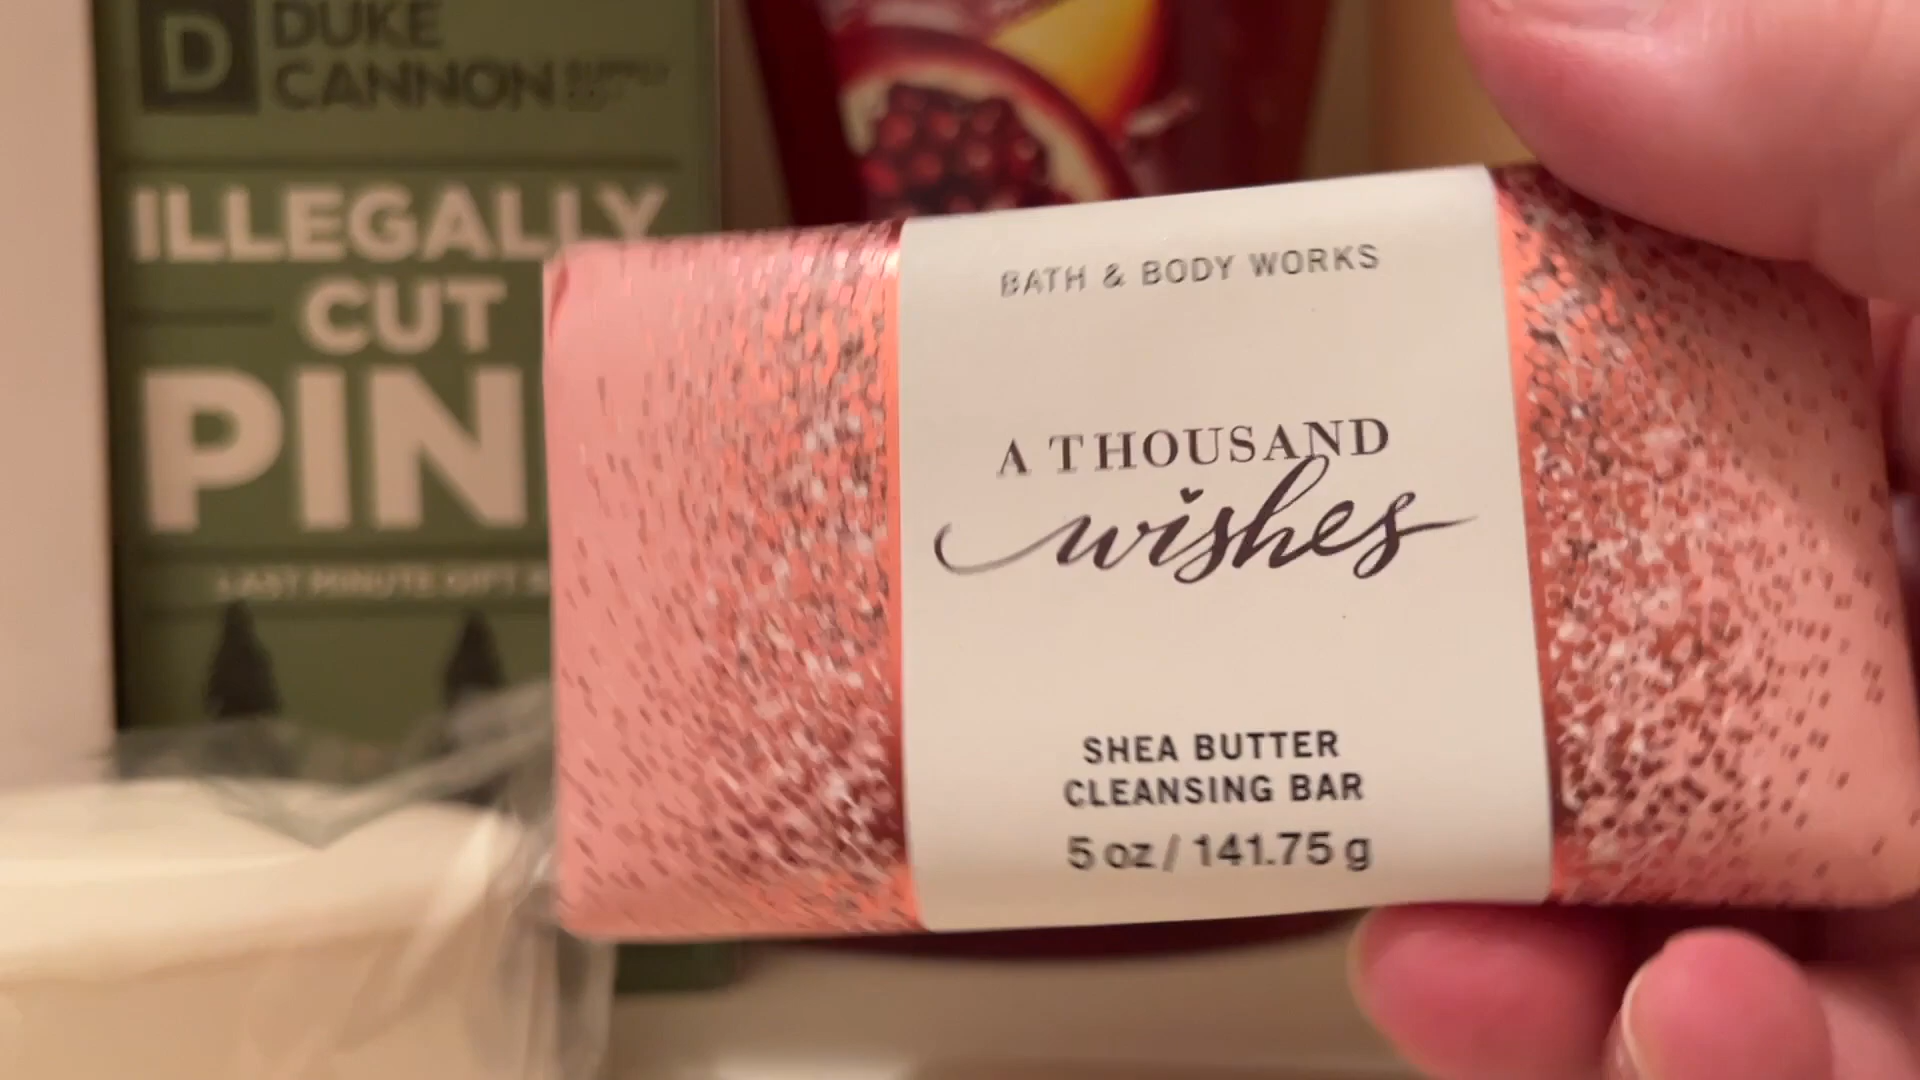 D
DUKE
CANNON
SUPPLY
ILLEGALLY
CUT
PIN
LAST MINUTE GIFT
BATH & BODY WORKS
A THOUSAND
wishes
SHEA BUTTER
CLEANSING BAR
5 oz / 141.75 g